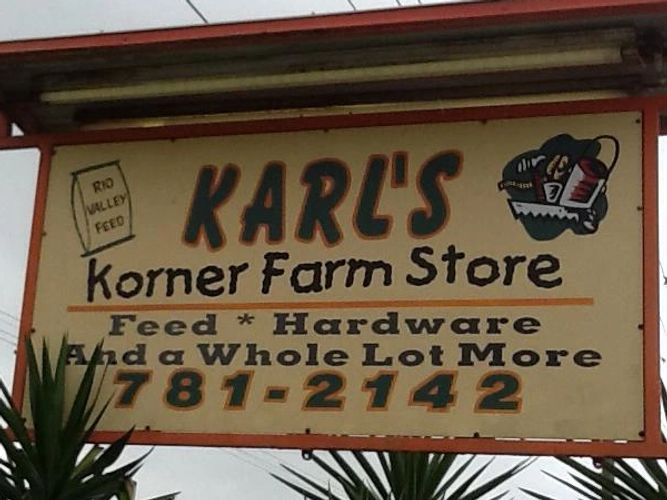 RIO
VALLEY
FEED
KARL'S
Korner Farm Store
Feed * Hardware
And a Whole Lot More
781-2142